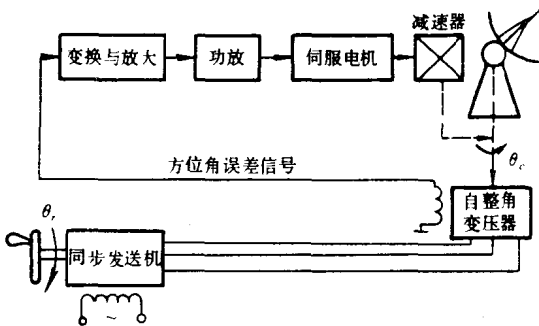 减速器
变换与放大
功放
伺服电机
方位角误差信号
θc
自整角
变压器
θr
同步发送机
~